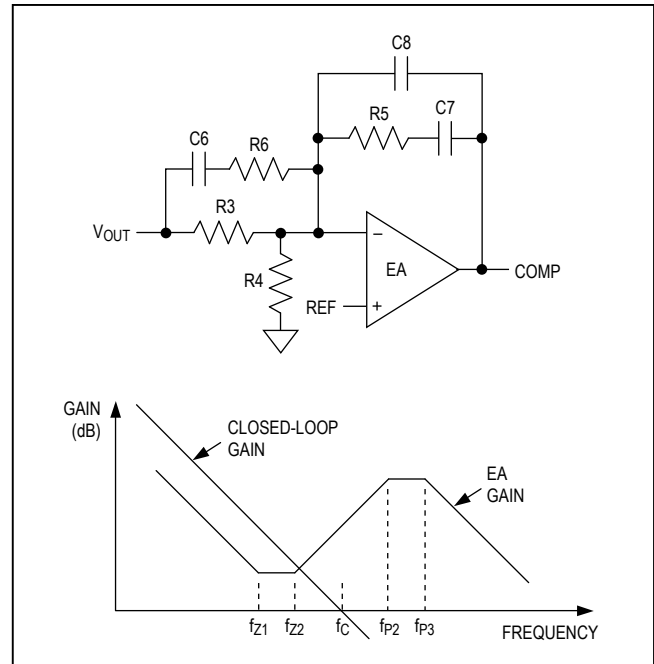 C8
R5
C7
C6
R6
R3
VOUT
R4
EA
COMP
REF
−
+
GAIN
(dB)
CLOSED-LOOP
GAIN
EA
GAIN
fZ1
fZ2
fC
fP2
fP3
FREQUENCY